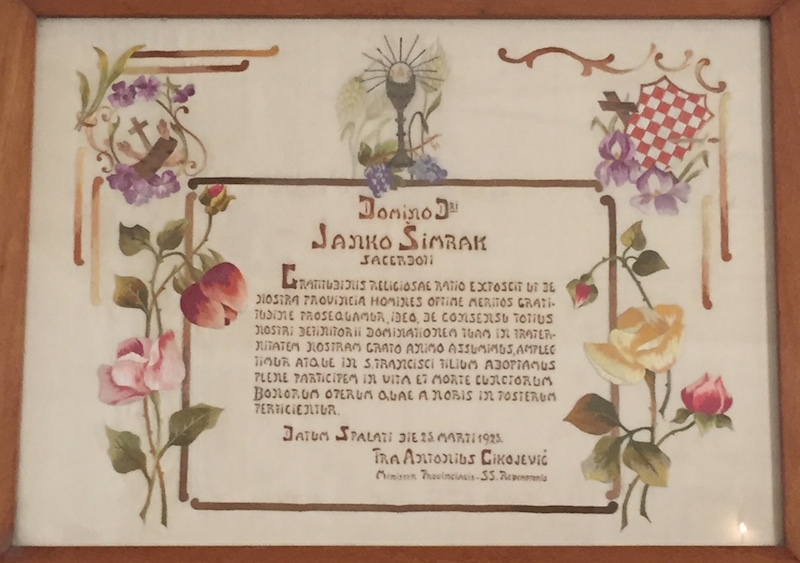 Domino Dri
Janko Šimrak
sacerdoti
Gratitudinis religiosae ratio exposcit ut de
nostra provincia homines optime meritos grati-
tudine prosequamur, ideo, de consensu totius
nostri definitorii dominationem tuam in frater-
nitatem nostram grato animo assumimus, amplec
timur atque in S. Francisci filium adoptamus
plene participem in vita et morte cunctorum
bonorum operum quae a nobis in posterum
perficientur.
Datum Spalati die 25. Marti 1925.
Fra Antonius Cikojević
Minister Provincialis - SS. Redemptoris